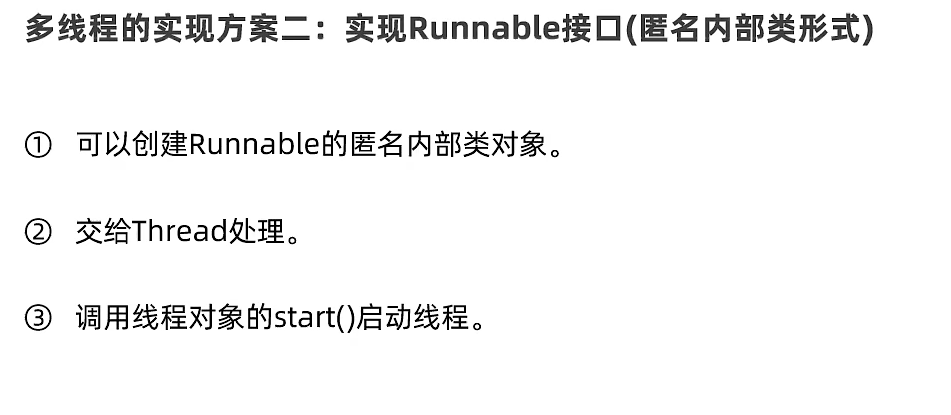 多线程的实现方案二：实现Runnable接口(匿名内部类形式)
① 可以创建Runnable的匿名内部类对象。
② 交给Thread处理。
③ 调用线程对象的start()启动线程。